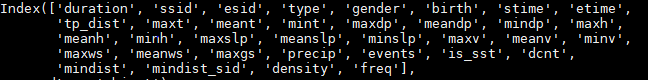 Index(['duration', 'ssid', 'esid', 'type', 'gender', 'birth', 'stime', 'etime',
'tp_dist', 'maxt', 'meant', 'mint', 'maxdp', 'meandp', 'mindp', 'maxh',
'meanh', 'minh', 'maxslp', 'meanslp', 'minslp', 'maxv', 'meanv', 'minv',
'maxws', 'meanws', 'maxgs', 'precip', 'events', 'is_sst', 'dcnt',
'mindist', 'mindist_sid', 'density', 'freq'],